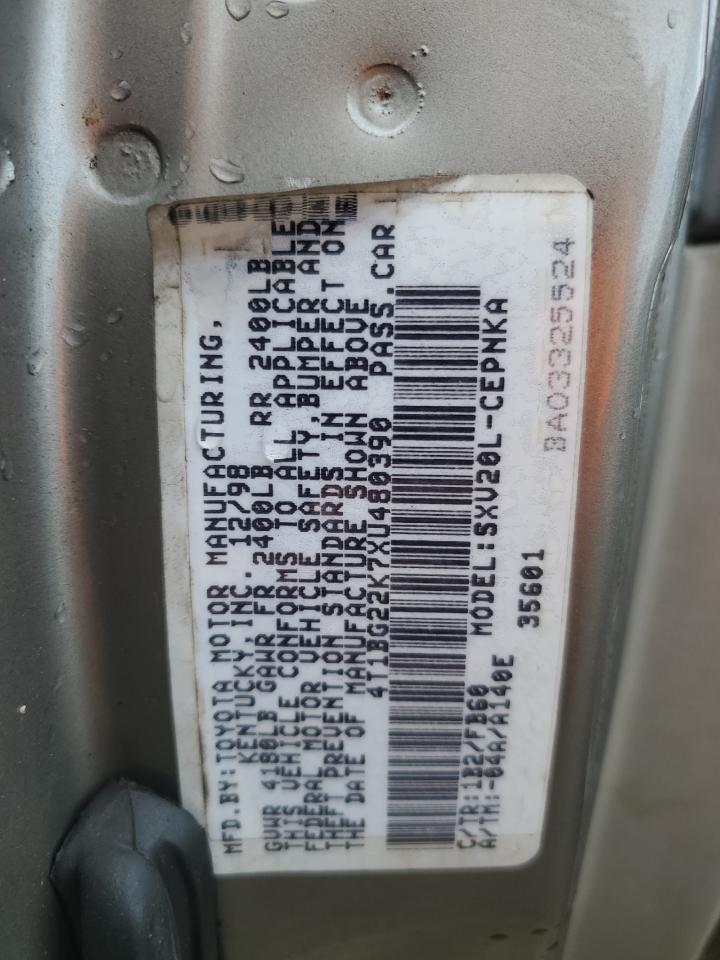 MFD.BY:TOYOTA MOTOR MANUFACTURING,
KENTUCKY,INC. 12/98
GVWR 4180LB GAWR FR 2400LB RR 2400LB
THIS VEHICLE CONFORMS TO ALL APPLICABLE
FEDERAL MOTOR VEHICLE SAFETY,BUMPER AND
THEFT PREVENTION STANDARDS IN EFFECT ON
THE DATE OF MANUFACTURE SHOWN ABOVE
4T1BG22K7XU480390 PASS.CAR
MODEL:SXV20L-CEPNKA
C/TR:1B2/FB60
A/TM:-04A/A140E
35601
BA03325524